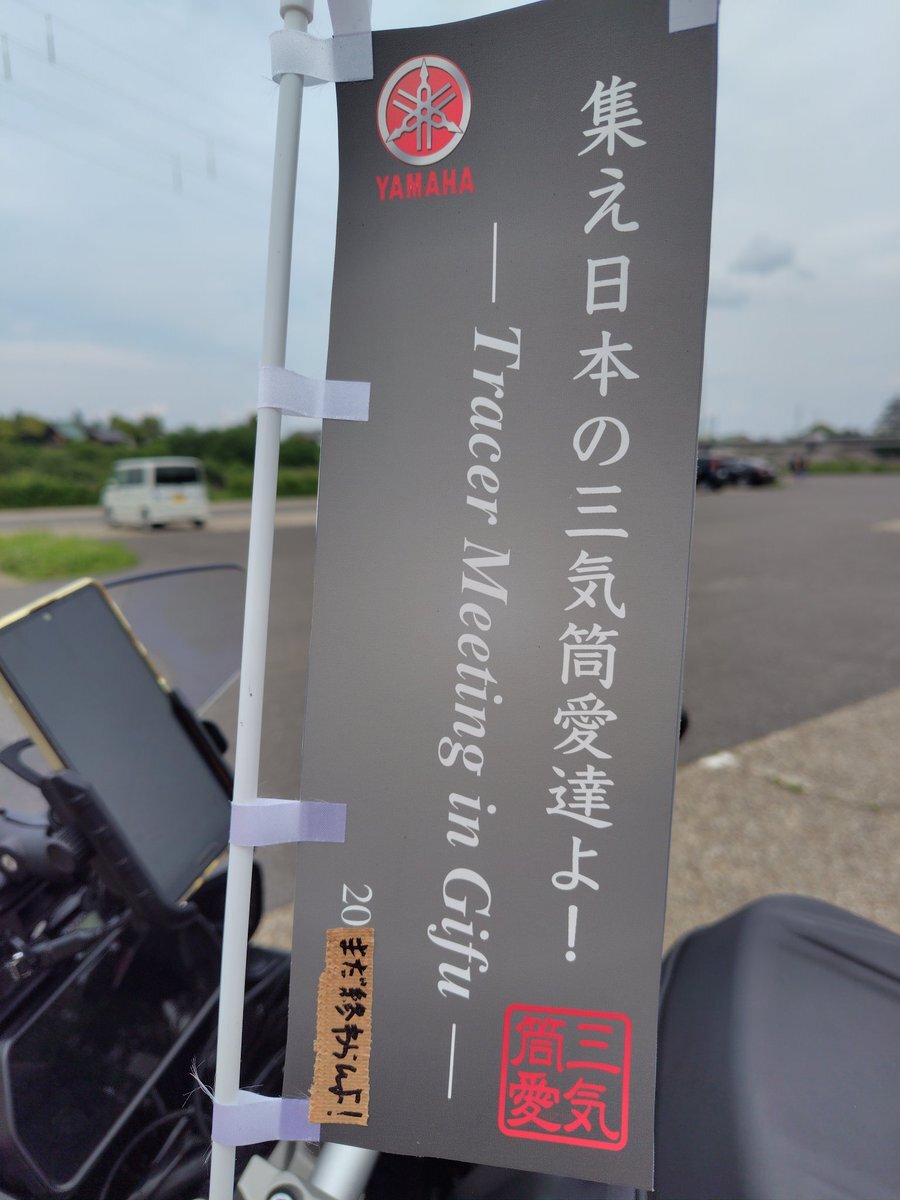 YAMAHA
集え日本の三気筒愛達よ！
— Tracer Meeting in Gifu —
20
まだ終わらんよ！
三気
筒愛